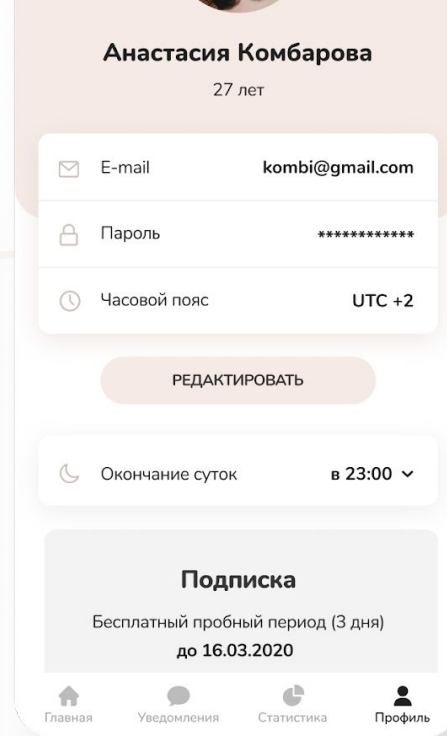 Анастасия Комбарова
27 лет
E-mail kombi@gmail.com
Пароль ************
Часовой пояс UTC +2
РЕДАКТИРОВАТЬ
Окончание суток в 23:00
Подписка
Бесплатный пробный период (3 дня)
до 16.03.2020
Главная Уведомления Статистика Профиль